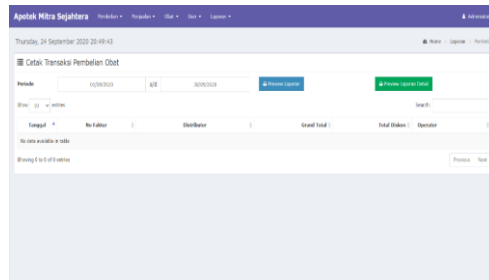 Apotek Mitra Sejahtera Pembelian Penjualan Obat User Laporan Administrator
Thursday, 24 September 2020 20:49:43 Home Laporan
Cetak Transaksi Pembelian Obat
Periode 01/09/2020 s/d 30/09/2020 Preview Laporan Preview Laporan Detail
Show 10 entries Search:
Tanggal No Faktur Distributor Grand Total Total Diskon Operator
No data available in table
Showing 0 to 0 of 0 entries Previous Next